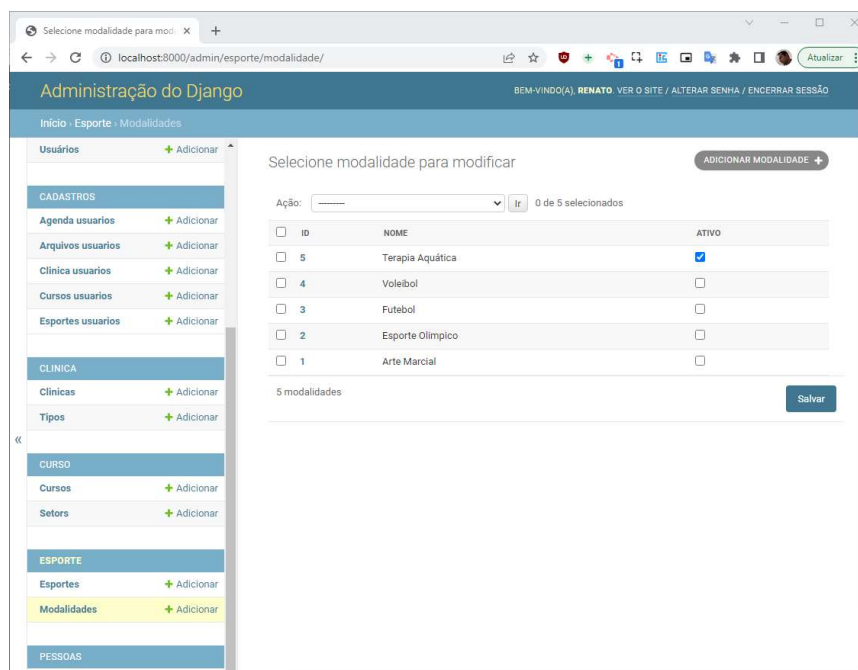 Selecione modalidade para mod
localhost:8000/admin/esporte/modalidade/
Atualizar
Administração do Django
BEM-VINDO(A), RENATO. VER O SITE / ALTERAR SENHA / ENCERRAR SESSÃO
Início › Esporte › Modalidades
Usuários + Adicionar
CADASTROS
Agenda usuarios + Adicionar
Arquivos usuarios + Adicionar
Clinica usuarios + Adicionar
Cursos usuarios + Adicionar
Esportes usuarios + Adicionar
CLINICA
Clinicas + Adicionar
Tipos + Adicionar
«
CURSO
Cursos + Adicionar
Setors + Adicionar
ESPORTE
Esportes + Adicionar
Modalidades + Adicionar
PESSOAS
Selecione modalidade para modificar
ADICIONAR MODALIDADE +
Ação: --------- Ir 0 de 5 selecionados
ID NOME ATIVO
5 Terapia Aquática
4 Voleibol
3 Futebol
2 Esporte Olimpico
1 Arte Marcial
5 modalidades
Salvar